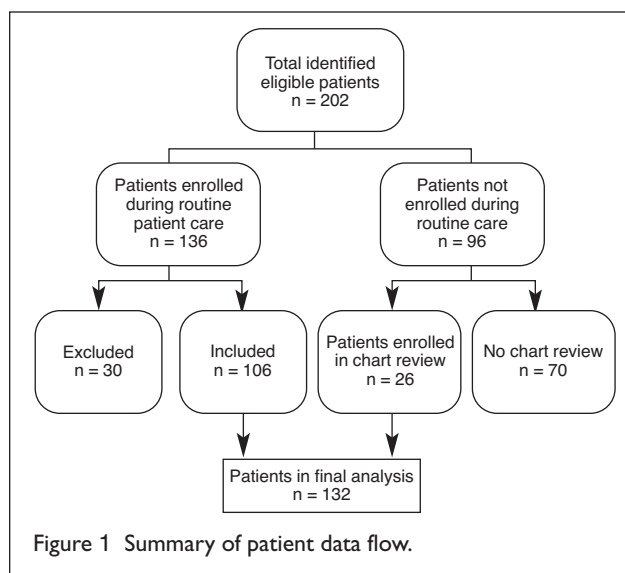 Total identified
eligible patients
n = 202
Patients enrolled
during routine
patient care
n = 136
Patients not
enrolled during
routine care
n = 96
Excluded
n = 30
Included
n = 106
Patients enrolled
in chart review
n = 26
No chart review
n = 70
Patients in final analysis
n = 132
Figure 1 Summary of patient data flow.